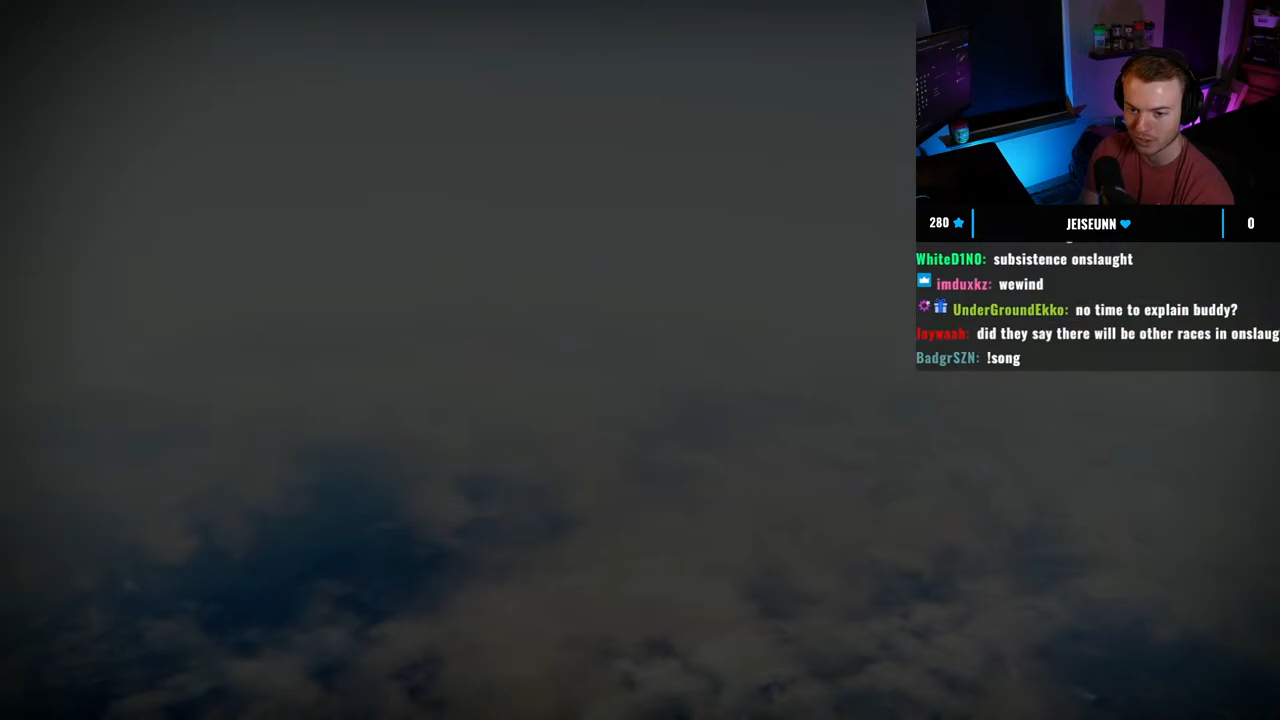 280
JEISEUNN
0
WhiteD1NO: subsistence onslaught
imduxkz: wewind
UnderGroundEkko: no time to explain buddy?
Jaywaah: did they say there will be other races in onslaug
BadgrSZN: !song